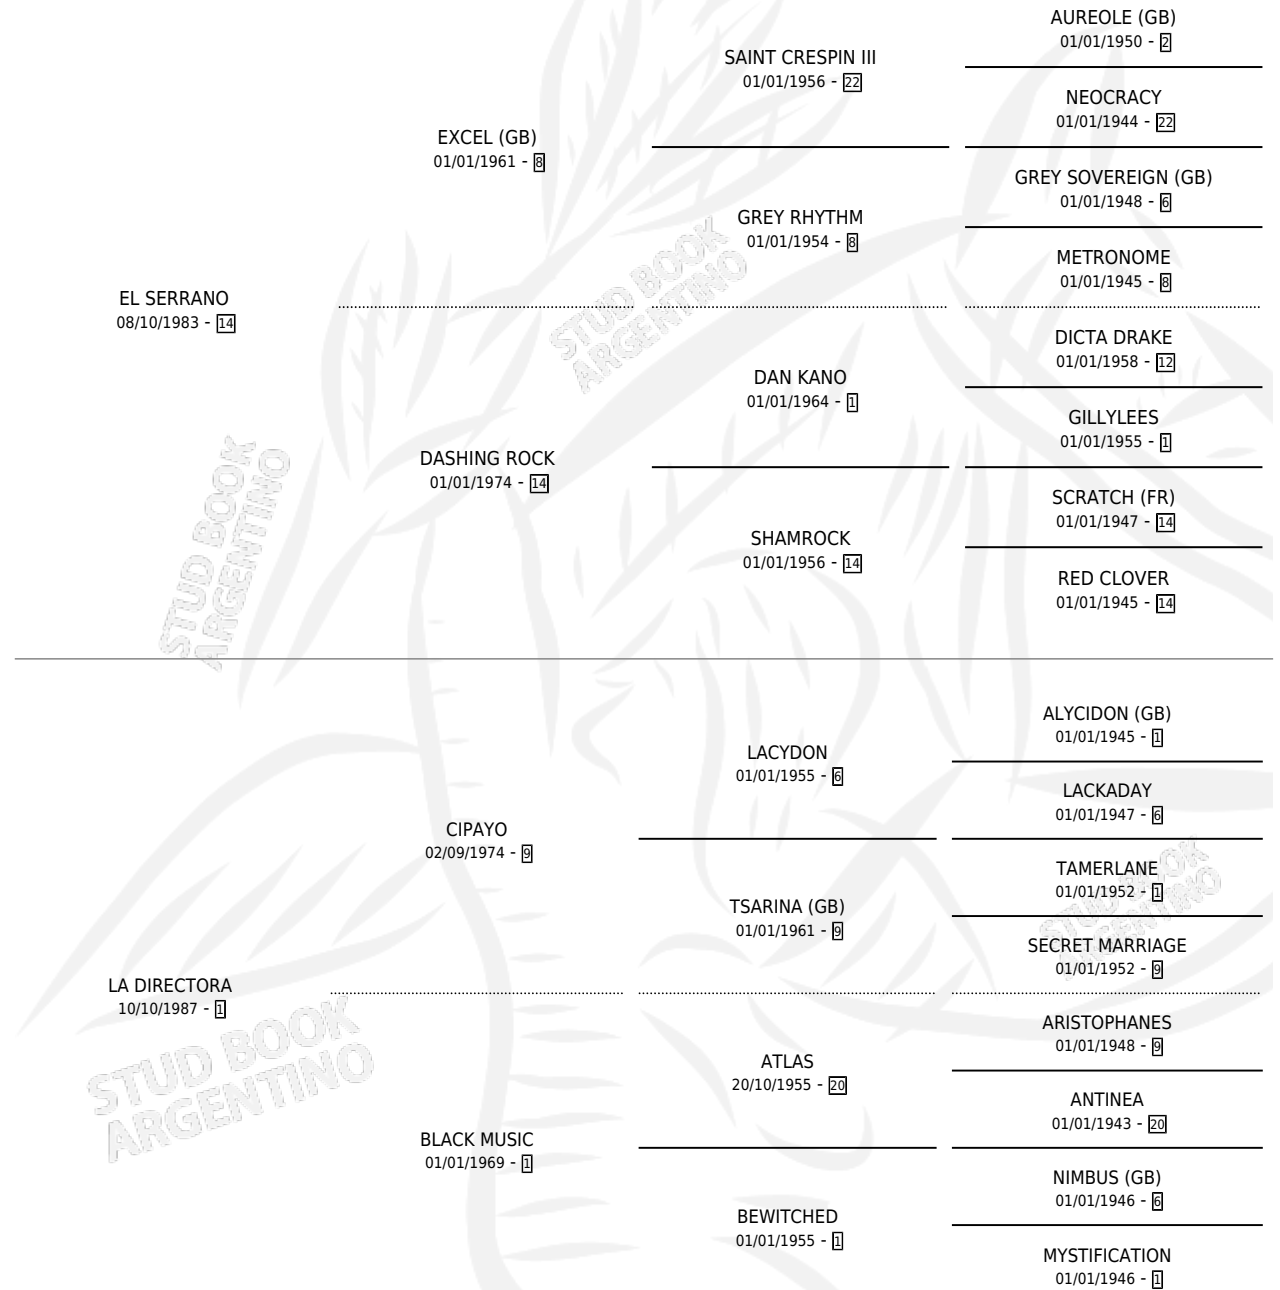 AUREOLE (GB)
01/01/1950 - 2
SAINT CRESPIN III
01/01/1956 - 22
NEOCRACY
01/01/1944 - 22
EXCEL (GB)
01/01/1961 - 8
GREY SOVEREIGN (GB)
01/01/1948 - 6
GREY RHYTHM
01/01/1954 - 8
METRONOME
01/01/1945 - 8
EL SERRANO
08/10/1983 - 14
DICTA DRAKE
01/01/1958 - 12
DAN KANO
01/01/1964 - 1
GILLYLEES
01/01/1955 - 1
DASHING ROCK
01/01/1974 - 14
SCRATCH (FR)
01/01/1947 - 14
SHAMROCK
01/01/1956 - 14
RED CLOVER
01/01/1945 - 14
ALYCIDON (GB)
01/01/1945 - 1
LACYDON
01/01/1955 - 6
LACKADAY
01/01/1947 - 6
CIPAYO
02/09/1974 - 9
TAMERLANE
01/01/1952 - 1
TSARINA (GB)
01/01/1961 - 9
SECRET MARRIAGE
01/01/1952 - 9
LA DIRECTORA
10/10/1987 - 1
ARISTOPHANES
01/01/1948 - 9
ATLAS
20/10/1955 - 20
ANTINEA
01/01/1943 - 20
BLACK MUSIC
01/01/1969 - 1
NIMBUS (GB)
01/01/1946 - 6
BEWITCHED
01/01/1955 - 1
MYSTIFICATION
01/01/1946 - 1
STUD BOOK
ARGENTINO
STUD BOOK
ARGENTINO
STUD BOOK
ARGENTINO
STUD BOOK
ARGENTINO